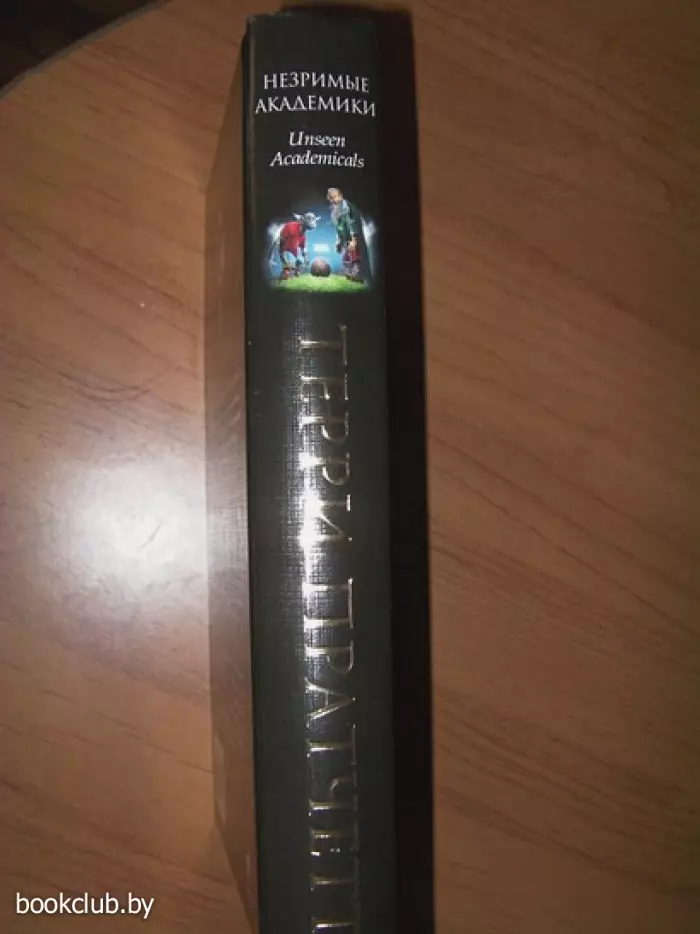 НЕЗРИМЫЕ
АКАДЕМИКИ
Unseen
Academicals
ТЕРРИ ПРАТЧЕТТ
bookclub.by